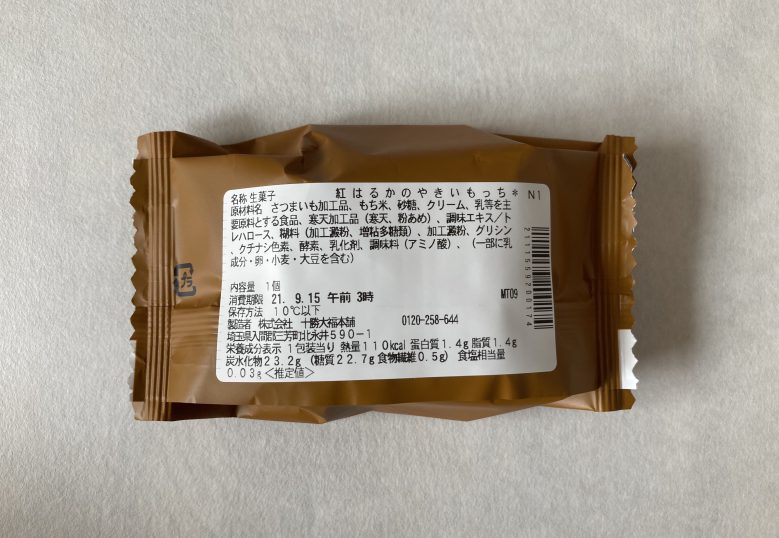 名称 生菓子 紅はるかのやきいもっち* N1
原材料名 さつまいも加工品、もち米、砂糖、クリーム、乳等を主
要原料とする食品、寒天加工品(寒天、粉あめ)、調味エキス/ト
レハロース、糊料(加工澱粉、増粘多糖類)、加工澱粉、グリシン
、クチナシ色素、酵素、乳化剤、調味料(アミノ酸)、(一部に乳
成分・卵・小麦・大豆を含む)
内容量 1個
消費期限 21. 9.15 午前 3時 MT09
保存方法 10℃以下
製造者 株式会社 十勝大福本舗 0120-258-644
埼玉県入間郡三芳町北永井590-1
栄養成分表示 1包装当り 熱量110kcal 蛋白質1.4g 脂質1.4g
炭水化物23.2g (糖質22.7g 食物繊維0.5g) 食塩相当量
0.03g <推定値>
2111559200174